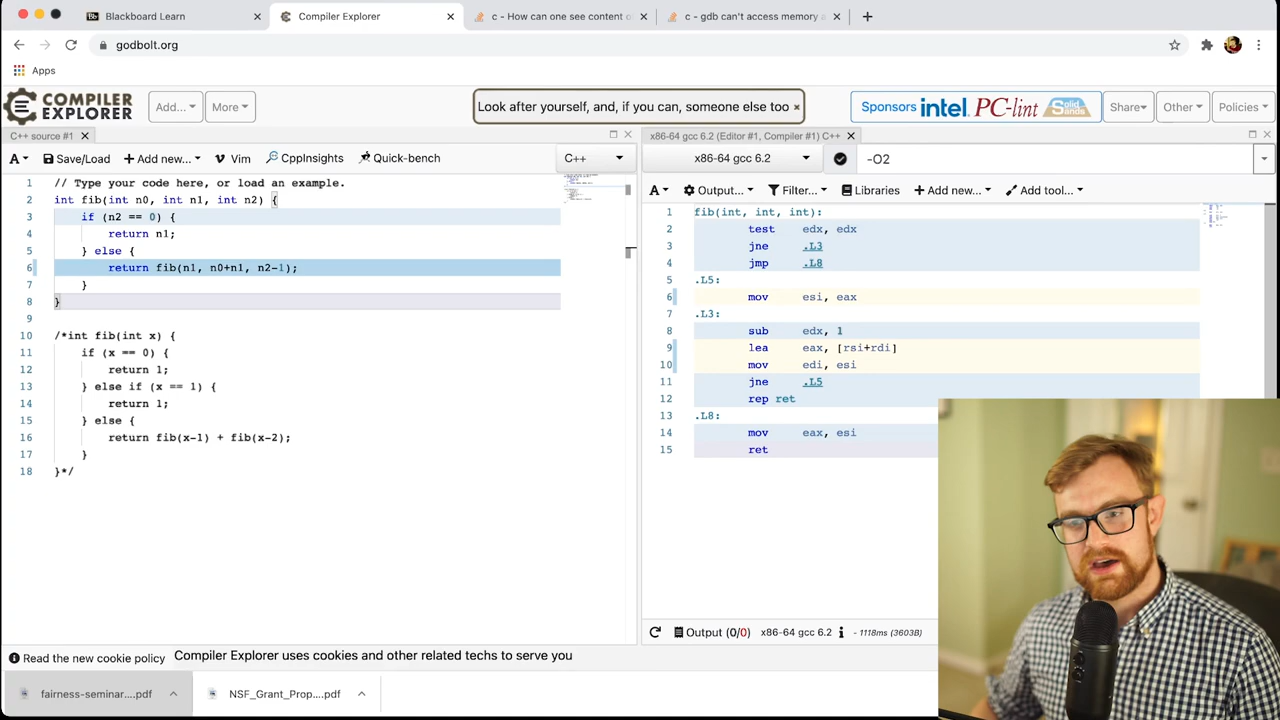 Blackboard Learn ×
Compiler Explorer ×
c - How can one see content o ×
c - gdb can't access memory a ×
godbolt.org
Apps
COMPILER EXPLORER
Add...
More
Look after yourself, and, if you can, someone else too ×
Sponsors intel PC-lint Solid Sands
Share
Other
Policies
C++ source #1 ×
A
Save/Load
+ Add new...
Vim
CppInsights
Quick-bench
C++
1 // Type your code here, or load an example.
2 int fib(int n0, int n1, int n2) {
3 if (n2 == 0) {
4 return n1;
5 } else {
6 return fib(n1, n0+n1, n2-1);
7 }
8 }
9
10 /*int fib(int x) {
11 if (x == 0) {
12 return 1;
13 } else if (x == 1) {
14 return 1;
15 } else {
16 return fib(x-1) + fib(x-2);
17 }
18 }*/
x86-64 gcc 6.2 (Editor #1, Compiler #1) C++ ×
x86-64 gcc 6.2
-O2
A
Output...
Filter...
Libraries
+ Add new...
Add tool...
1 fib(int, int, int):
2 test edx, edx
3 jne .L3
4 jmp .L8
5 .L5:
6 mov esi, eax
7 .L3:
8 sub edx, 1
9 lea eax, [rsi+rdi]
10 mov edi, esi
11 jne .L5
12 rep ret
13 .L8:
14 mov eax, esi
15 ret
Output (0/0) x86-64 gcc 6.2 i - 1118ms (3603B)
Read the new cookie policy Compiler Explorer uses cookies and other related techs to serve you
fairness-seminar....pdf
NSF_Grant_Prop....pdf